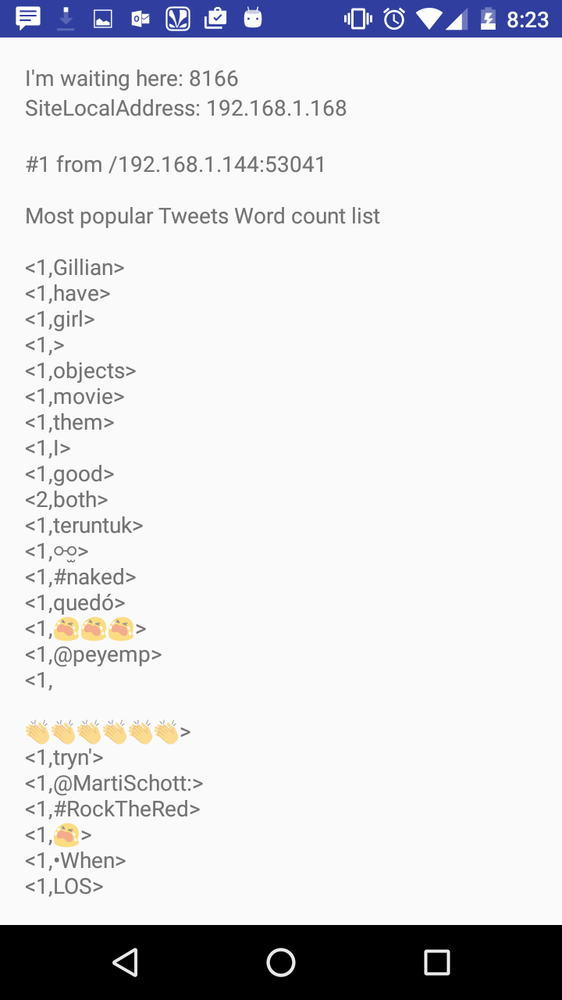 8:23
I'm waiting here: 8166
SiteLocalAddress: 192.168.1.168
#1 from /192.168.1.144:53041
Most popular Tweets Word count list
<1,Gillian>
<1,have>
<1,girl>
<1,>
<1,objects>
<1,movie>
<1,them>
<1,I>
<1,good>
<2,both>
<1,teruntuk>
<1,⚯̮>
<1,#naked>
<1,quedó>
<1,😭😭😭>
<1,@peyemp>
<1,
👏👏👏👏👏👏>
<1,tryn'>
<1,@MartiSchott:>
<1,#RockTheRed>
<1,😭>
<1,•When>
<1,LOS>